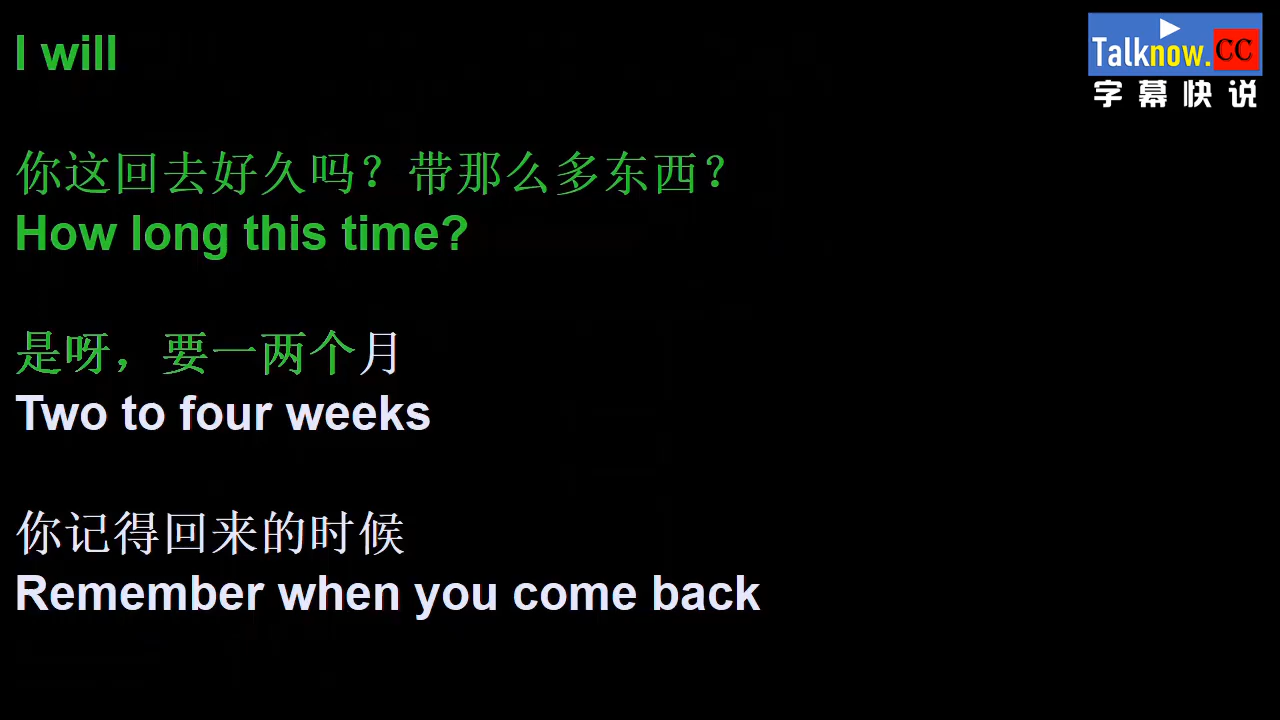 I will
Talknow.CC
字幕快说
你这回去好久吗？带那么多东西？
How long this time?
是呀，要一两个月
Two to four weeks
你记得回来的时候
Remember when you come back